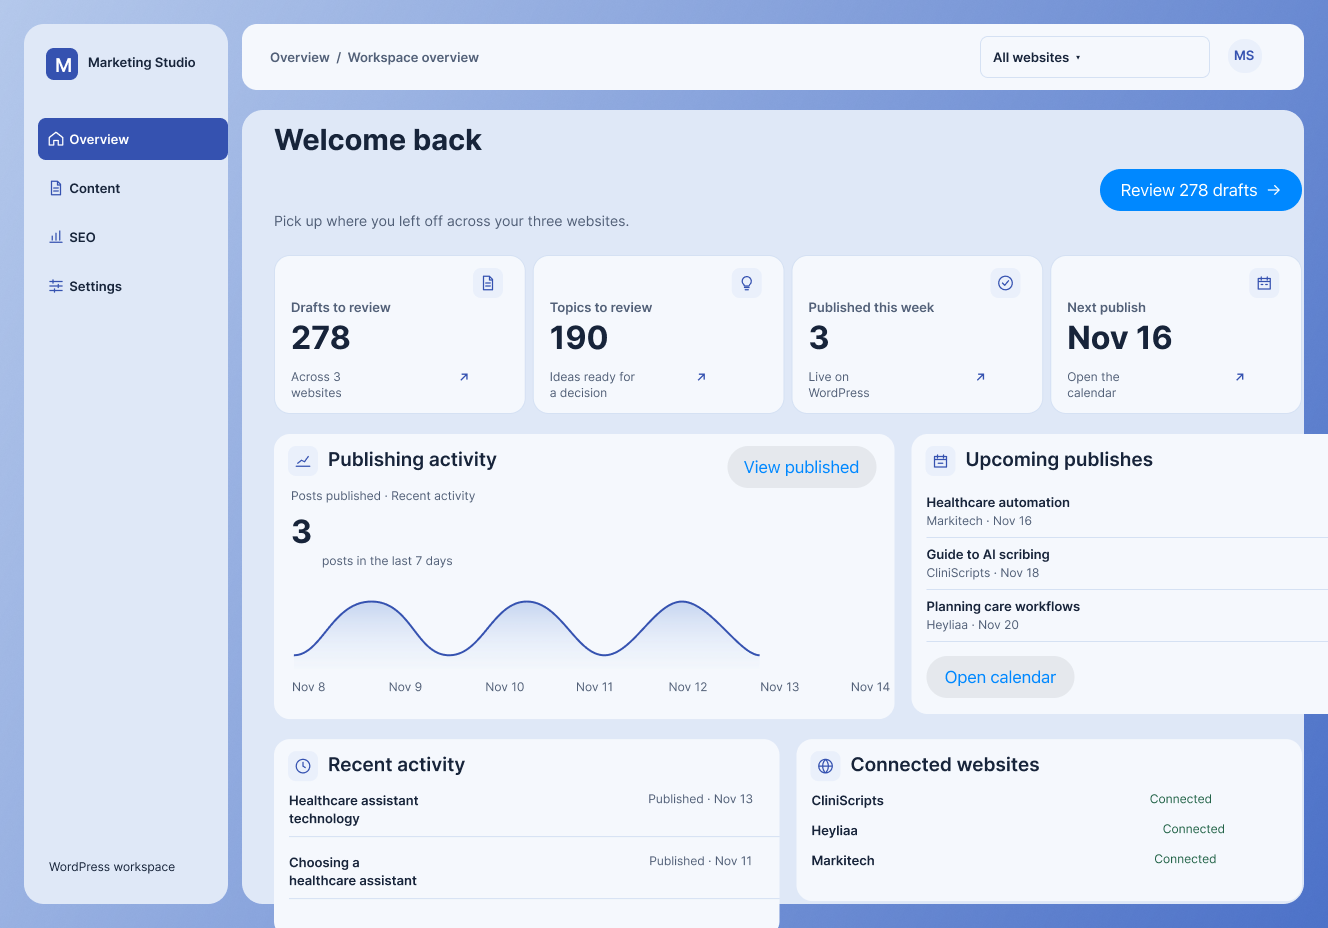 M
Marketing Studio
Overview / Workspace overview
All websites ▾
MS
Overview
Content
SEO
Settings
WordPress workspace
Welcome back
Review 278 drafts →
Pick up where you left off across your three websites.
Drafts to review
278
Across 3
websites
Topics to review
190
Ideas ready for
a decision
Published this week
3
Live on
WordPress
Next publish
Nov 16
Open the
calendar
Publishing activity
View published
Posts published · Recent activity
3
posts in the last 7 days
Nov 8 Nov 9 Nov 10 Nov 11 Nov 12 Nov 13 Nov 14
Upcoming publishes
Healthcare automation
Markitech · Nov 16
Guide to AI scribing
CliniScripts · Nov 18
Planning care workflows
Heyliaa · Nov 20
Open calendar
Recent activity
Healthcare assistant
technology
Published · Nov 13
Choosing a
healthcare assistant
Published · Nov 11
Connected websites
CliniScripts Connected
Heyliaa Connected
Markitech Connected